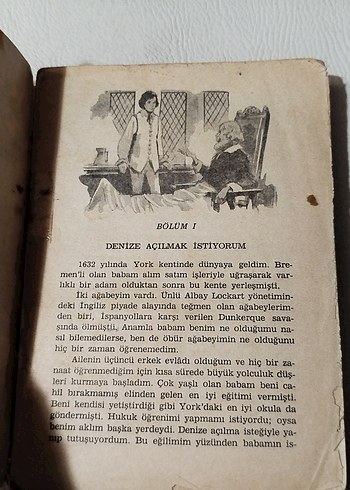 BÖLÜM I
DENİZE AÇILMAK İSTİYORUM
1632 yılında York kentinde dünyaya geldim. Bre-
men'li olan babam alım satım işleriyle uğraşarak var-
lıklı bir adam olduktan sonra bu kente yerleşmişti.
İki ağabeyim vardı. Ünlü Albay Lockart yönetimin-
deki İngiliz piyade alayında teğmen olan ağabeylerim-
den biri, İspanyollara karşı verilen Dunkerque sava-
şında ölmüştü, Anamla babam benim ne olduğumu na-
sıl bilemedilerse, ben de öbür ağabeyimin ne olduğunu
hiç bir zaman öğrenemedim.
Ailenin üçüncü erkek evlâdı olduğum ve hiç bir za-
naat öğrenmediğim için kısa sürede büyük yolculuk düş-
leri kurmaya başladım. Çok yaşlı olan babam beni ca-
hil bırakmamış elinden gelen en iyi eğitimi vermişti.
Beni kendisi yetiştirdiği gibi York'daki en iyi okula da
göndermişti. Hukuk öğrenimi yapmamı istiyordu; oysa
benim aklım başka yerdeydi. Denize açılma isteğiyle ya-
nıp tutuşuyordum. Bu eğilimim yüzünden babamın is-